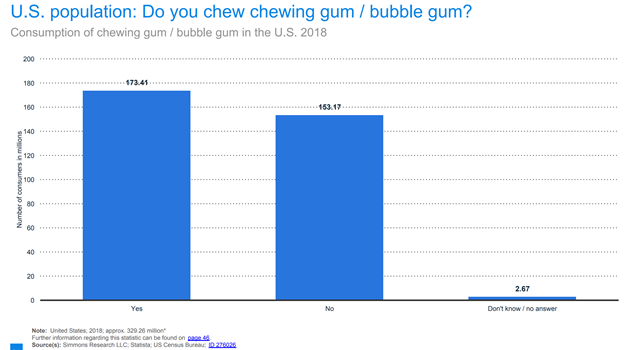 U.S. population: Do you chew chewing gum / bubble gum?
Consumption of chewing gum / bubble gum in the U.S. 2018
Number of consumers in millions
200
180
160
140
120
100
80
60
40
20
0
173.41
153.17
2.67
Yes
No
Don't know / no answer
Note: United States; 2018; approx. 329.26 million*
Further information regarding this statistic can be found on page 46.
Source(s): Simmons Research LLC; Statista; US Census Bureau; ID 276026